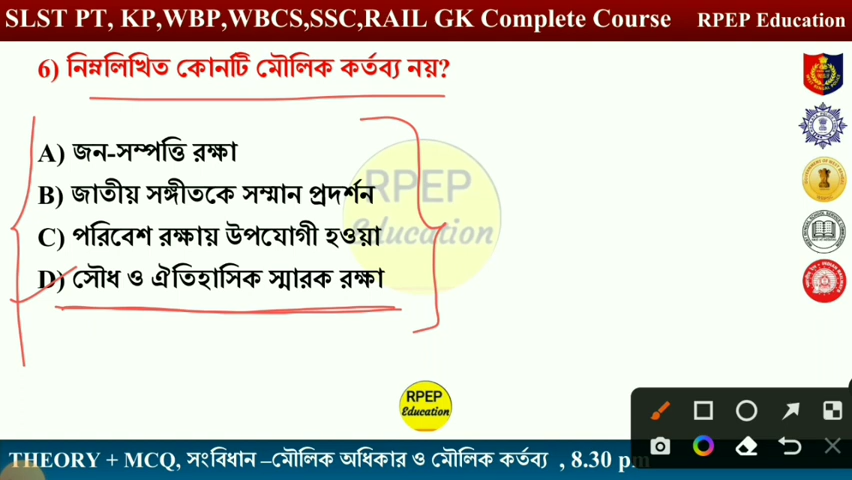 SLST PT, KP,WBP,WBCS,SSC,RAIL GK Complete Course RPEP Education
6) নিম্নলিখিত কোনটি মৌলিক কর্তব্য নয়?
A) জন-সম্পত্তি রক্ষা
B) জাতীয় সঙ্গীতকে সম্মান প্রদর্শন
C) পরিবেশ রক্ষায় উপযোগী হওয়া
D) সৌধ ও ঐতিহাসিক স্মারক রক্ষা
RPEP
Education
RPEP
Education
THEORY + MCQ, সংবিধান –মৌলিক অধিকার ও মৌলিক কর্তব্য , 8.30 pm